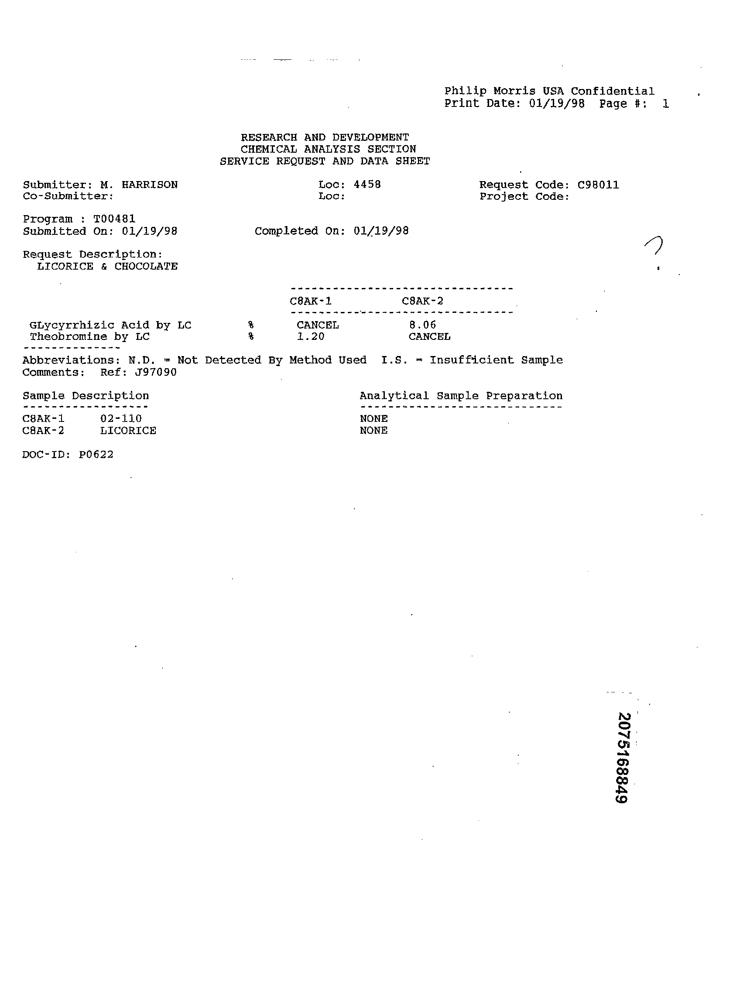 Philip Morris USA Confidential
Print Date: 01/19/98 Page #: 1
RESEARCH AND DEVELOPMENT
CHEMICAL ANALYSIS SECTION
SERVICE REQUEST AND DATA SHEET
Submitter: M. HARRISON Loc: 4458 Request Code: C98011
Co-Submitter: Loc: Project Code:
Program : T00481
Submitted On: 01/19/98 Completed On: 01/19/98
?
Request Description:
LICORICE & CHOCOLATE
-------------------------------
C8AK-1 C8AK-2
-------------------------------
GLycyrrhizic Acid by LC % CANCEL 8.06
Theobromine by LC % 1.20 CANCEL
--------------
Abbreviations: N.D. = Not Detected By Method Used I.S. = Insufficient Sample
Comments: Ref: J97090
Sample Description Analytical Sample Preparation
------------------ -----------------------------
C8AK-1 02-110 NONE
C8AK-2 LICORICE NONE
DOC-ID: P0622
2075168849